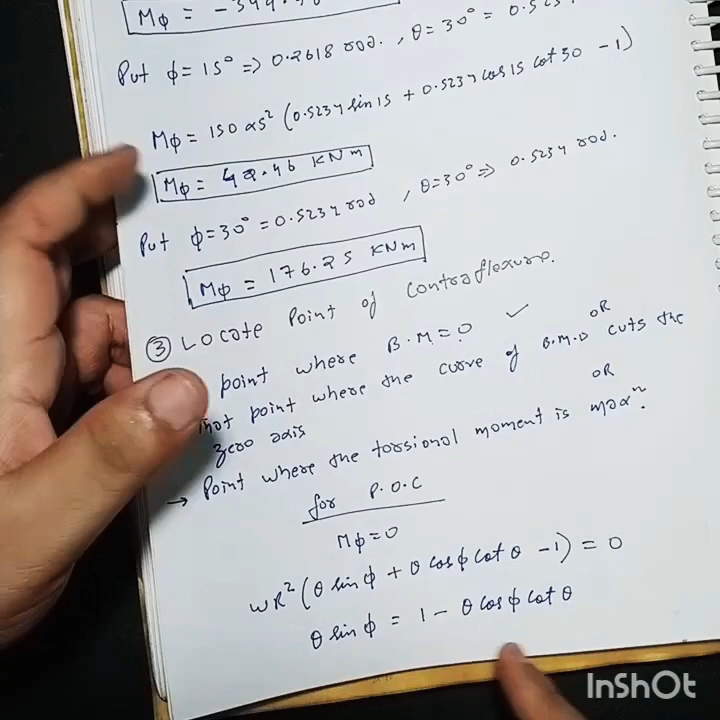 Mϕ = -344.
Put ϕ = 15° => 0.2618 rad. , θ = 30° = 0.523
Mϕ = 150 x 5² (0.5234 sin 15 + 0.5234 cos 15 cot 30 - 1)
Mϕ = 48.46 KNm
Put ϕ = 30° = 0.5234 rad , θ = 30° => 0.5234 rad.
Mϕ = 176.25 KNm
③ Locate Point of Contraflexure.
point where B.M = 0 ✓ OR
that point where the curve of B.M.D cuts the
zero axis OR
→ Point where the torsional moment is maxⁿ.
for P.O.C
Mϕ = 0
WR² (θ sin ϕ + θ cos ϕ cot θ - 1) = 0
θ sin ϕ = 1 - θ cos ϕ cot θ
InShOt